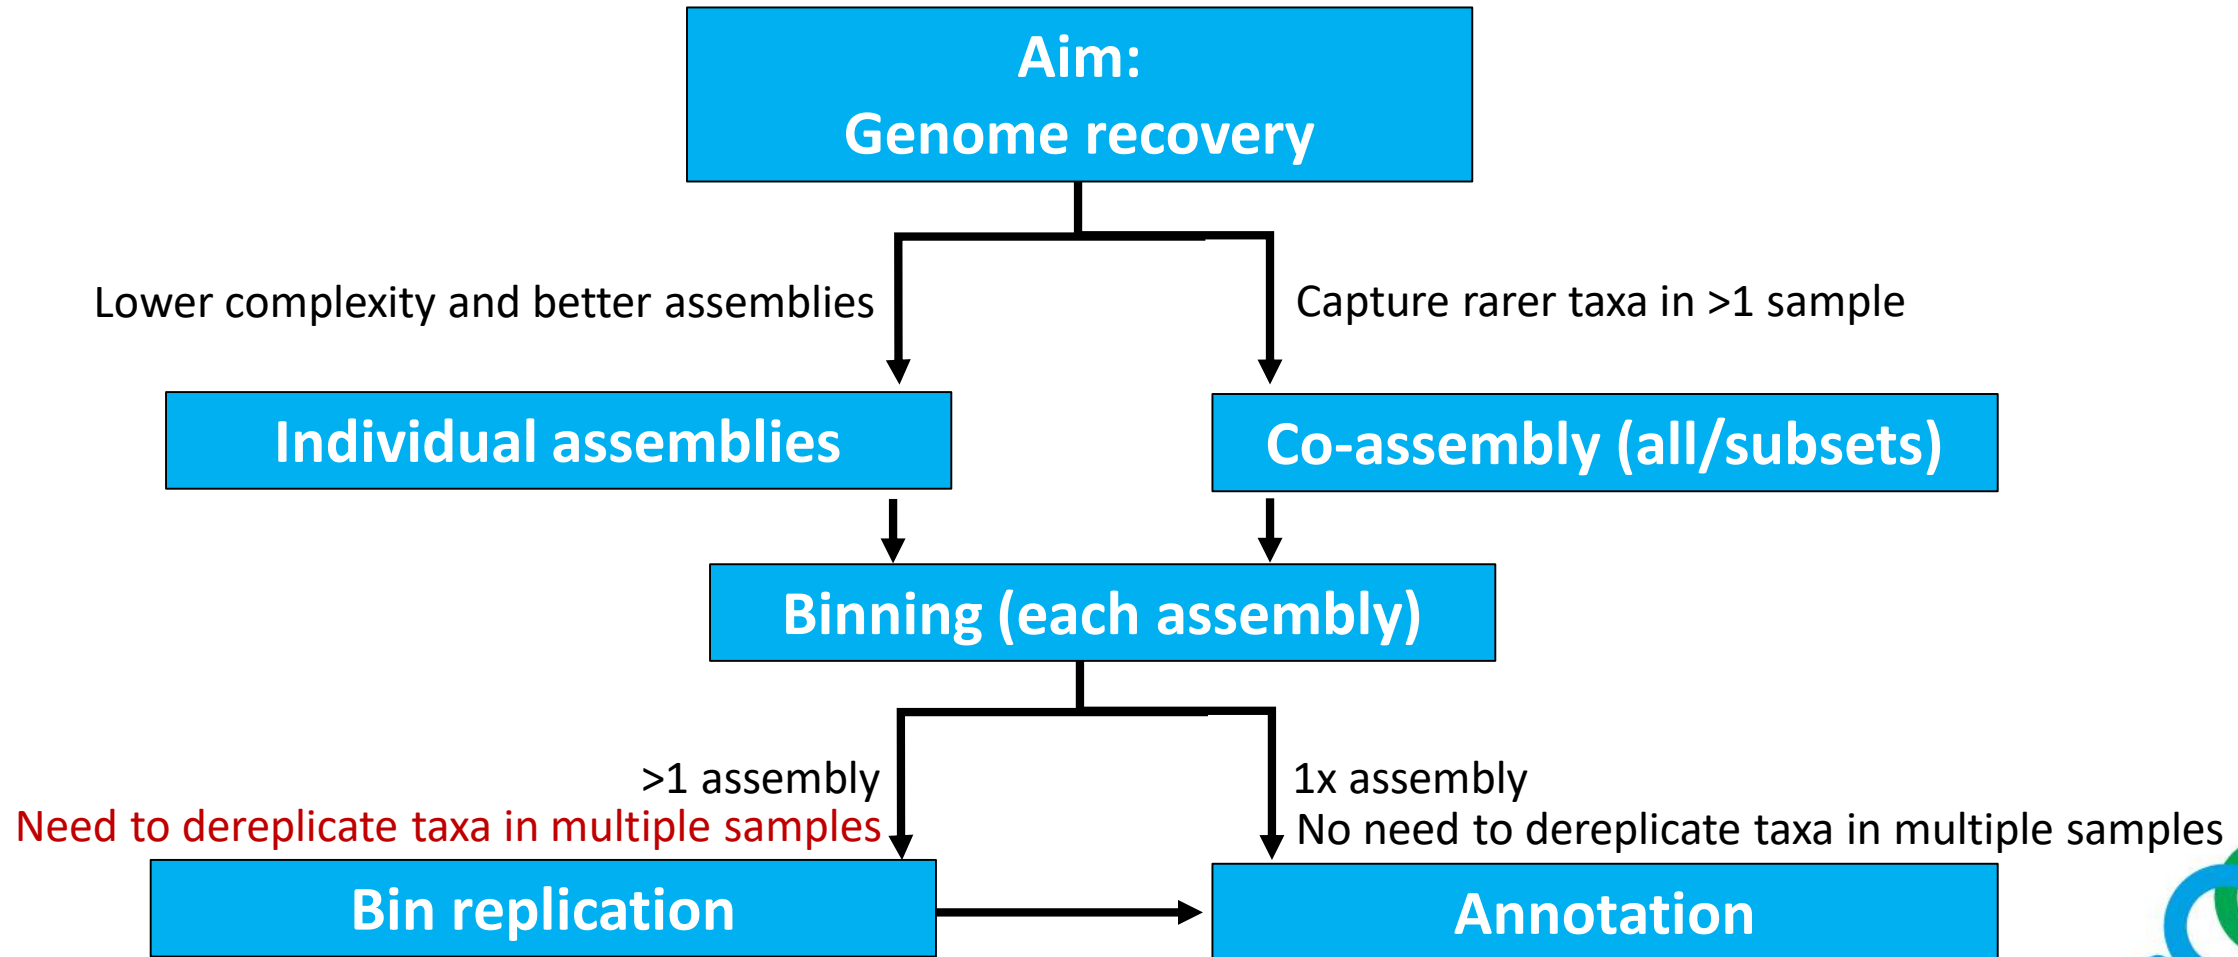 Aim:
Genome recovery
Lower complexity and better assemblies
Capture rarer taxa in >1 sample
Individual assemblies
Co-assembly (all/subsets)
Binning (each assembly)
>1 assembly
Need to dereplicate taxa in multiple samples
1x assembly
No need to dereplicate taxa in multiple samples
Bin replication
Annotation